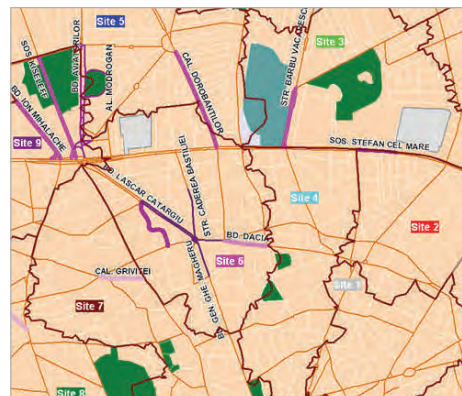 Site 5
SOS. KISELEFF
BD. AVIATORILOR
AL. MODROGAN
BD. ION MIHALACHE
CAL. DOROBANTILOR
STR. BARBU VACARESCU
Site 3
Site 9
SOS. STEFAN CEL MARE
BD. LASCAR CATARGIU
STR. CADEREA BASTILIEI
Site 4
Site 2
BD. DACIA
Site 6
CAL. GRIVITEI
BD. GEN. GHE. MAGHERU
Site 1
Site 7
Site 8